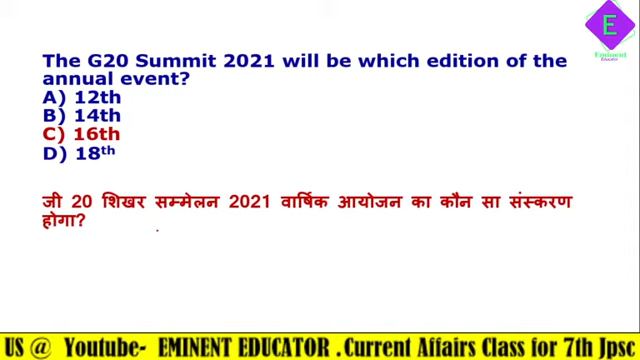 E
Eminent
Educator
The G20 Summit 2021 will be which edition of the
annual event?
A) 12th
B) 14th
C) 16th
D) 18th
जी 20 शिखर सम्मेलन 2021 वार्षिक आयोजन का कौन सा संस्करण
होगा?
US @ Youtube- EMINENT EDUCATOR .Current Affairs Class for 7th Jpsc